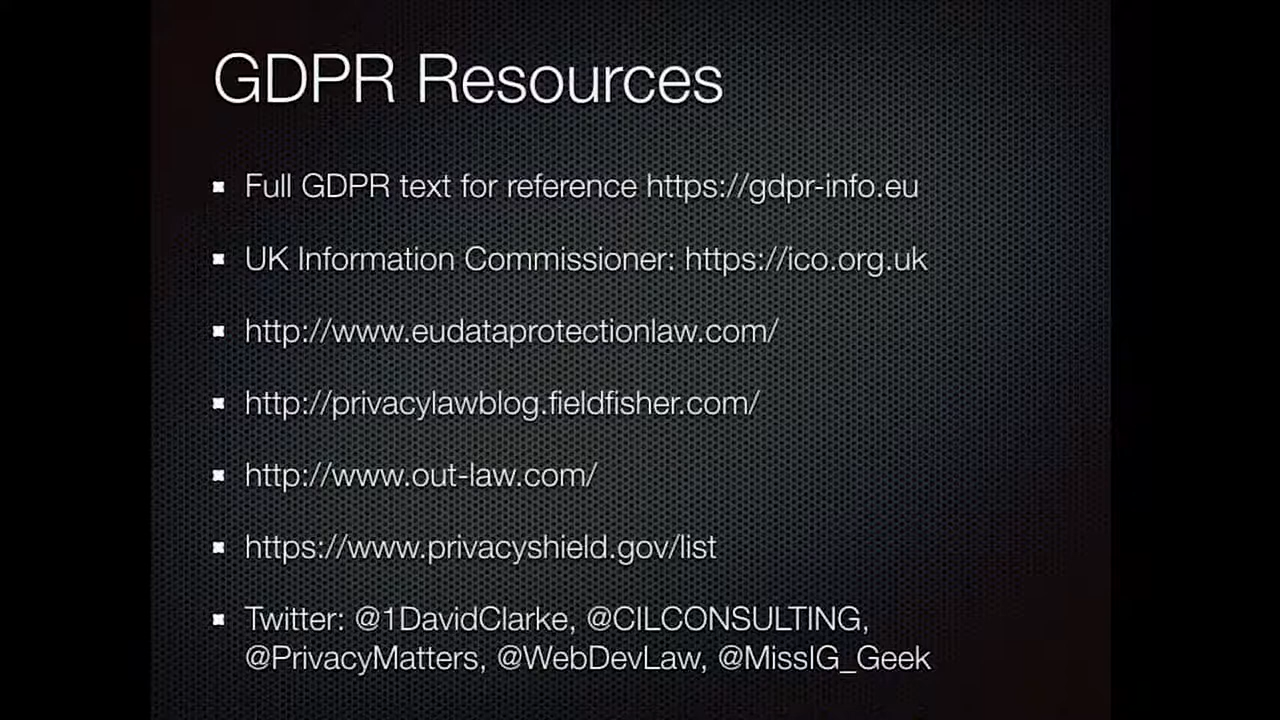 GDPR Resources
Full GDPR text for reference https://gdpr-info.eu
UK Information Commissioner: https://ico.org.uk
http://www.eudataprotectionlaw.com/
http://privacylawblog.fieldfisher.com/
http://www.out-law.com/
https://www.privacyshield.gov/list
Twitter: @1DavidClarke, @CILCONSULTING,
@PrivacyMatters, @WebDevLaw, @MissIG_Geek